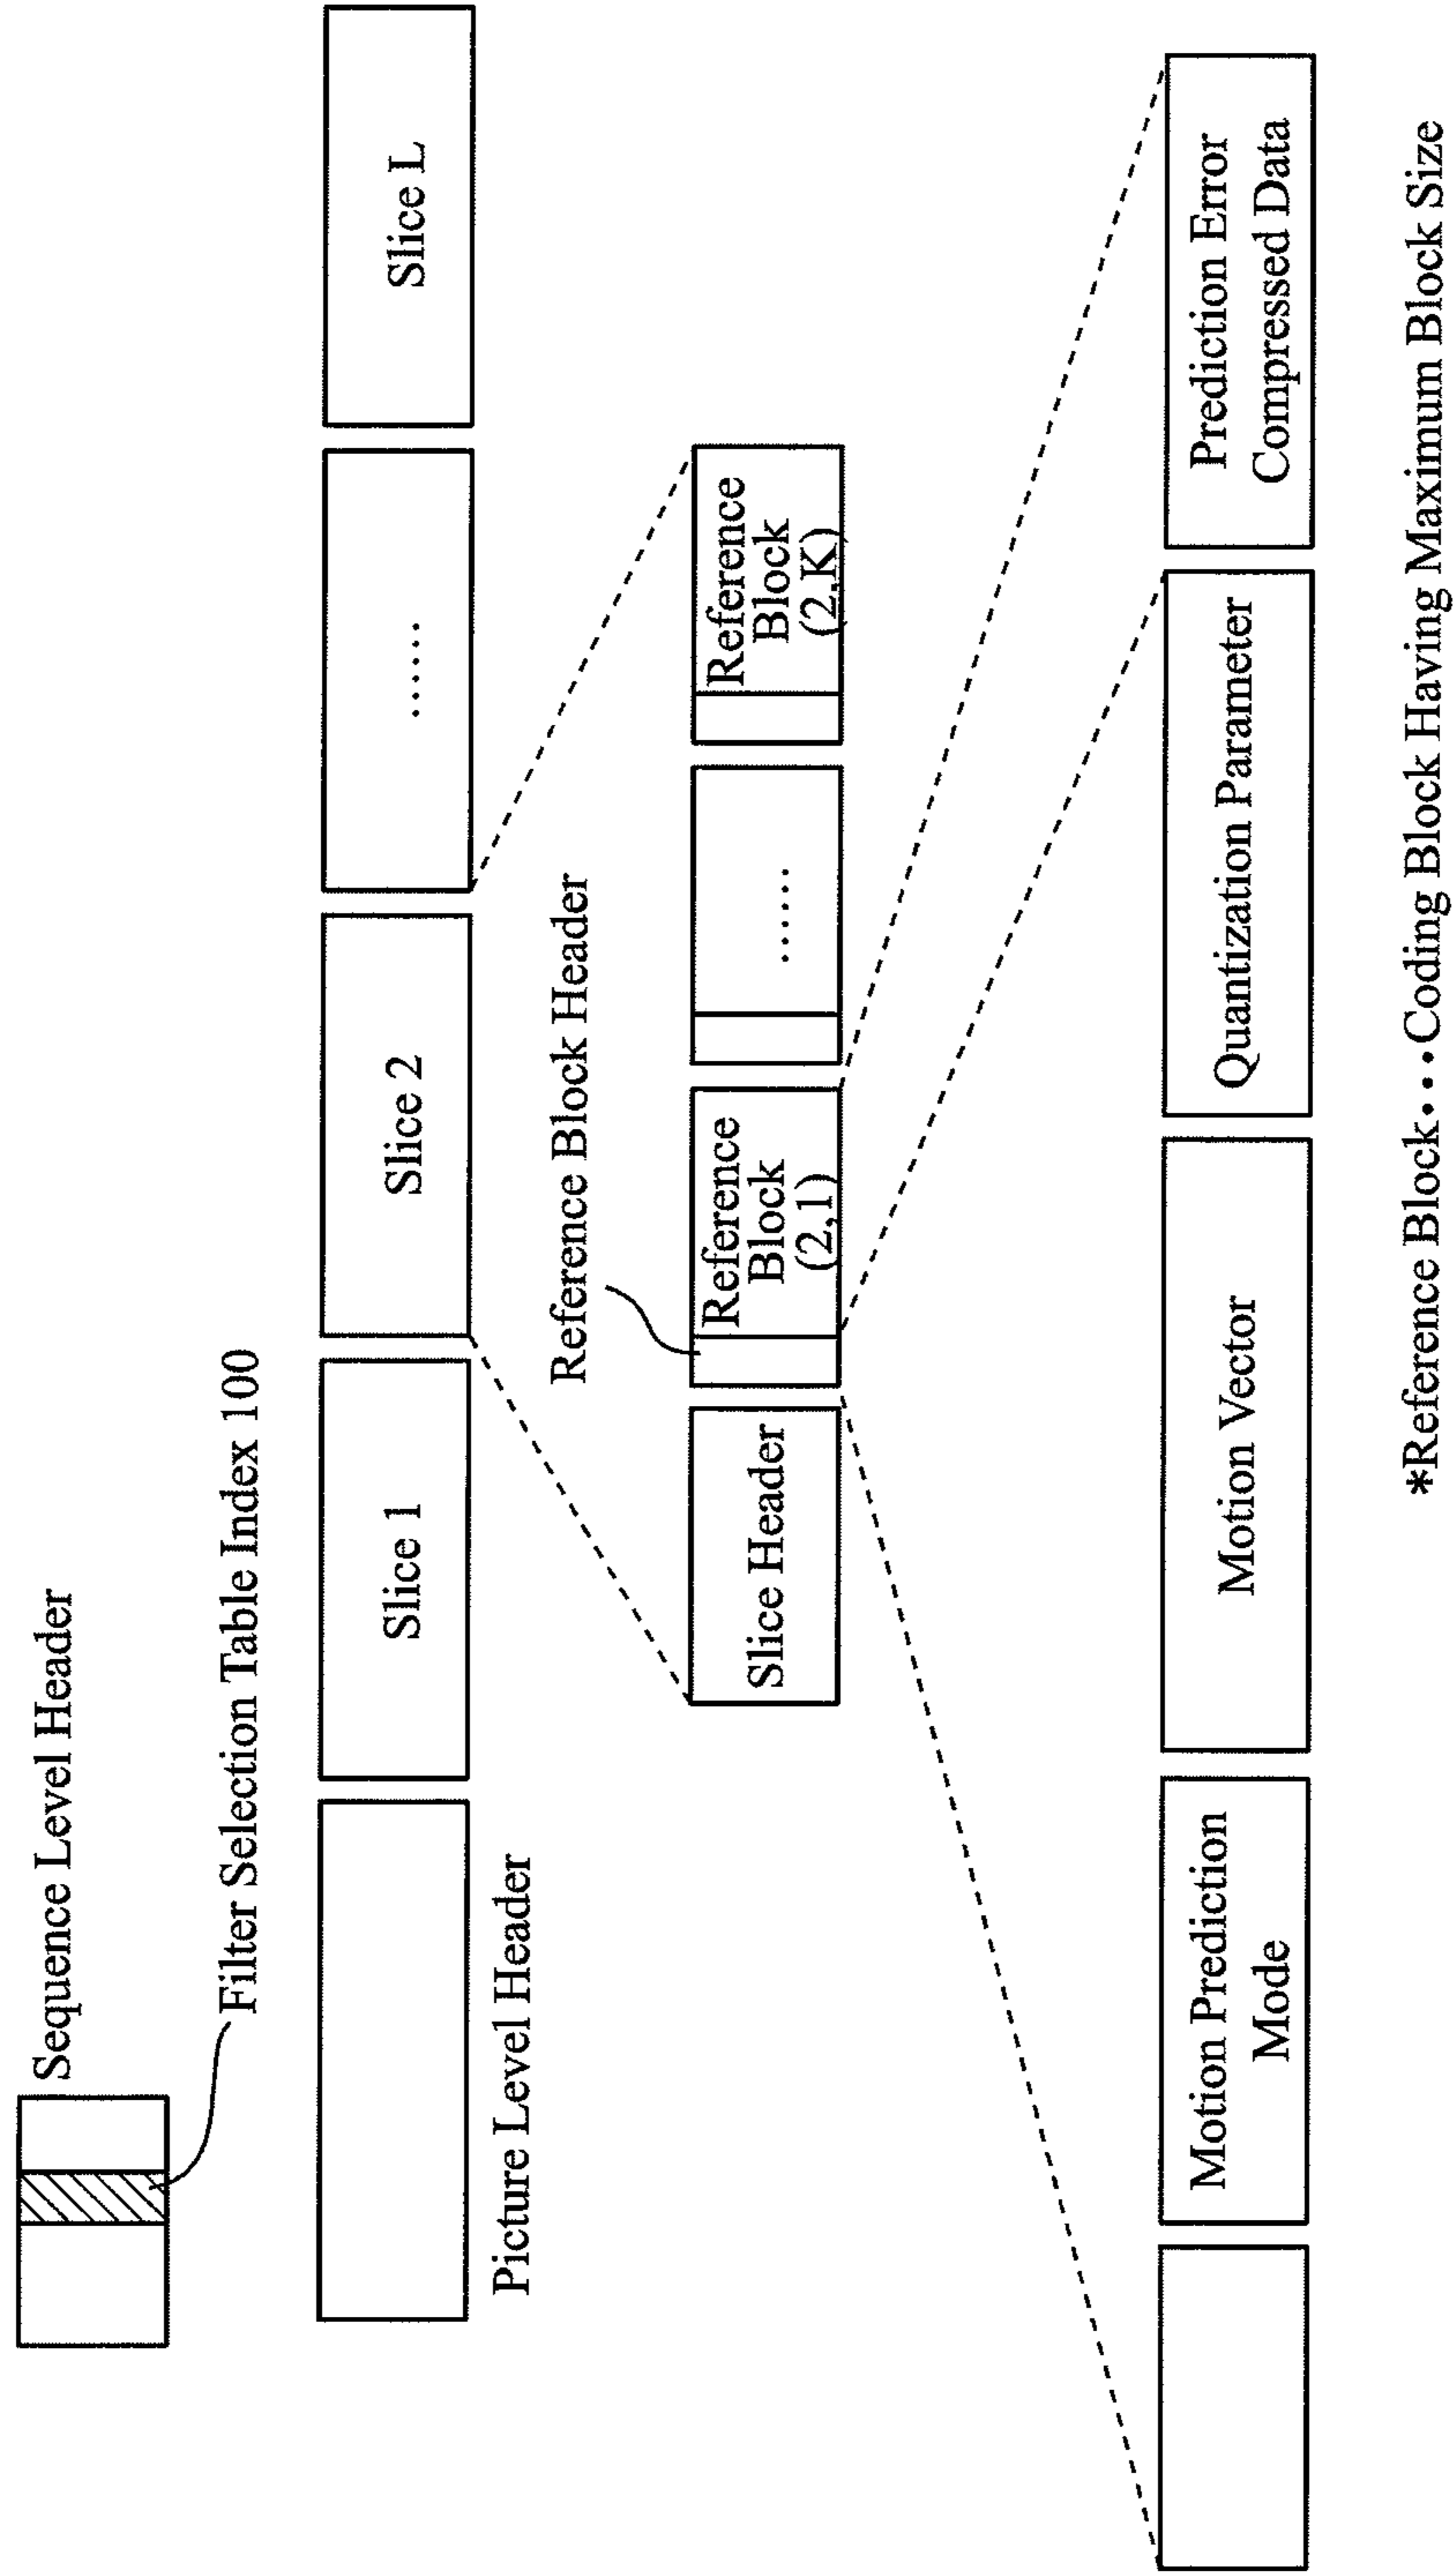 Sequence Level Header
Filter Selection Table Index 100
Slice 1
Slice 2
......
Slice L
Picture Level Header
Reference Block Header
Slice Header
Reference
Block
(2,1)
......
Reference
Block
(2,K)
Motion Prediction
Mode
Motion Vector
Quantization Parameter
Prediction Error
Compressed Data
*Reference Block•••Coding Block Having Maximum Block Size